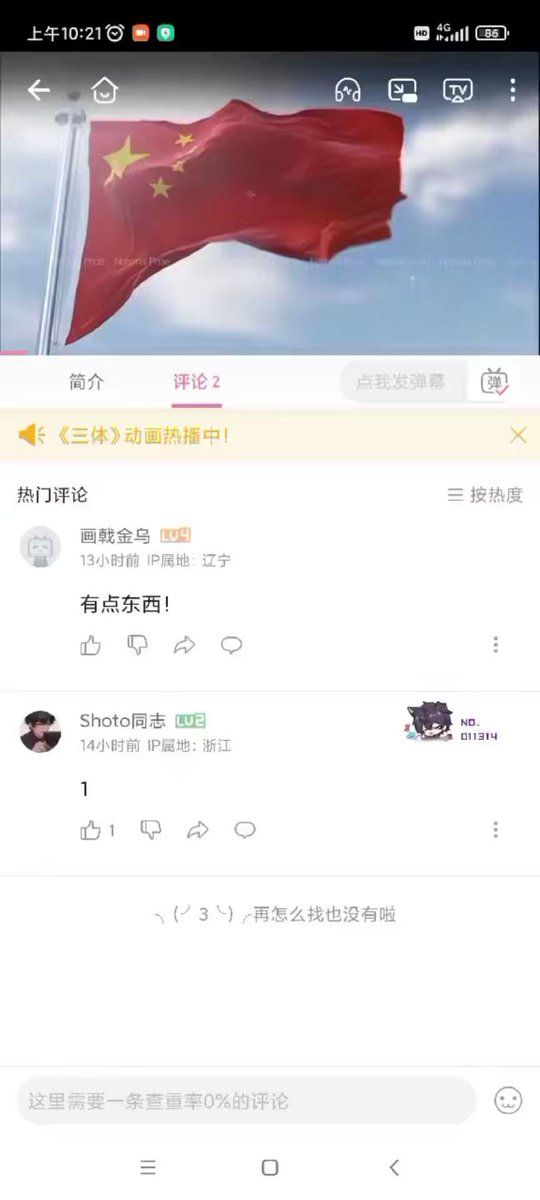 上午10:21
HD 4G 86
TV
Pride National Pride
简介
评论 2
点我发弹幕
弹
《三体》动画热播中!
热门评论
按热度
画戟金乌 LV4
13小时前 IP属地: 辽宁
有点东西!
Shoto同志 LV2
14小时前 IP属地: 浙江
NO.
011314
1
1
╮(╯3╰)╭再怎么找也没有啦
这里需要一条查重率0%的评论